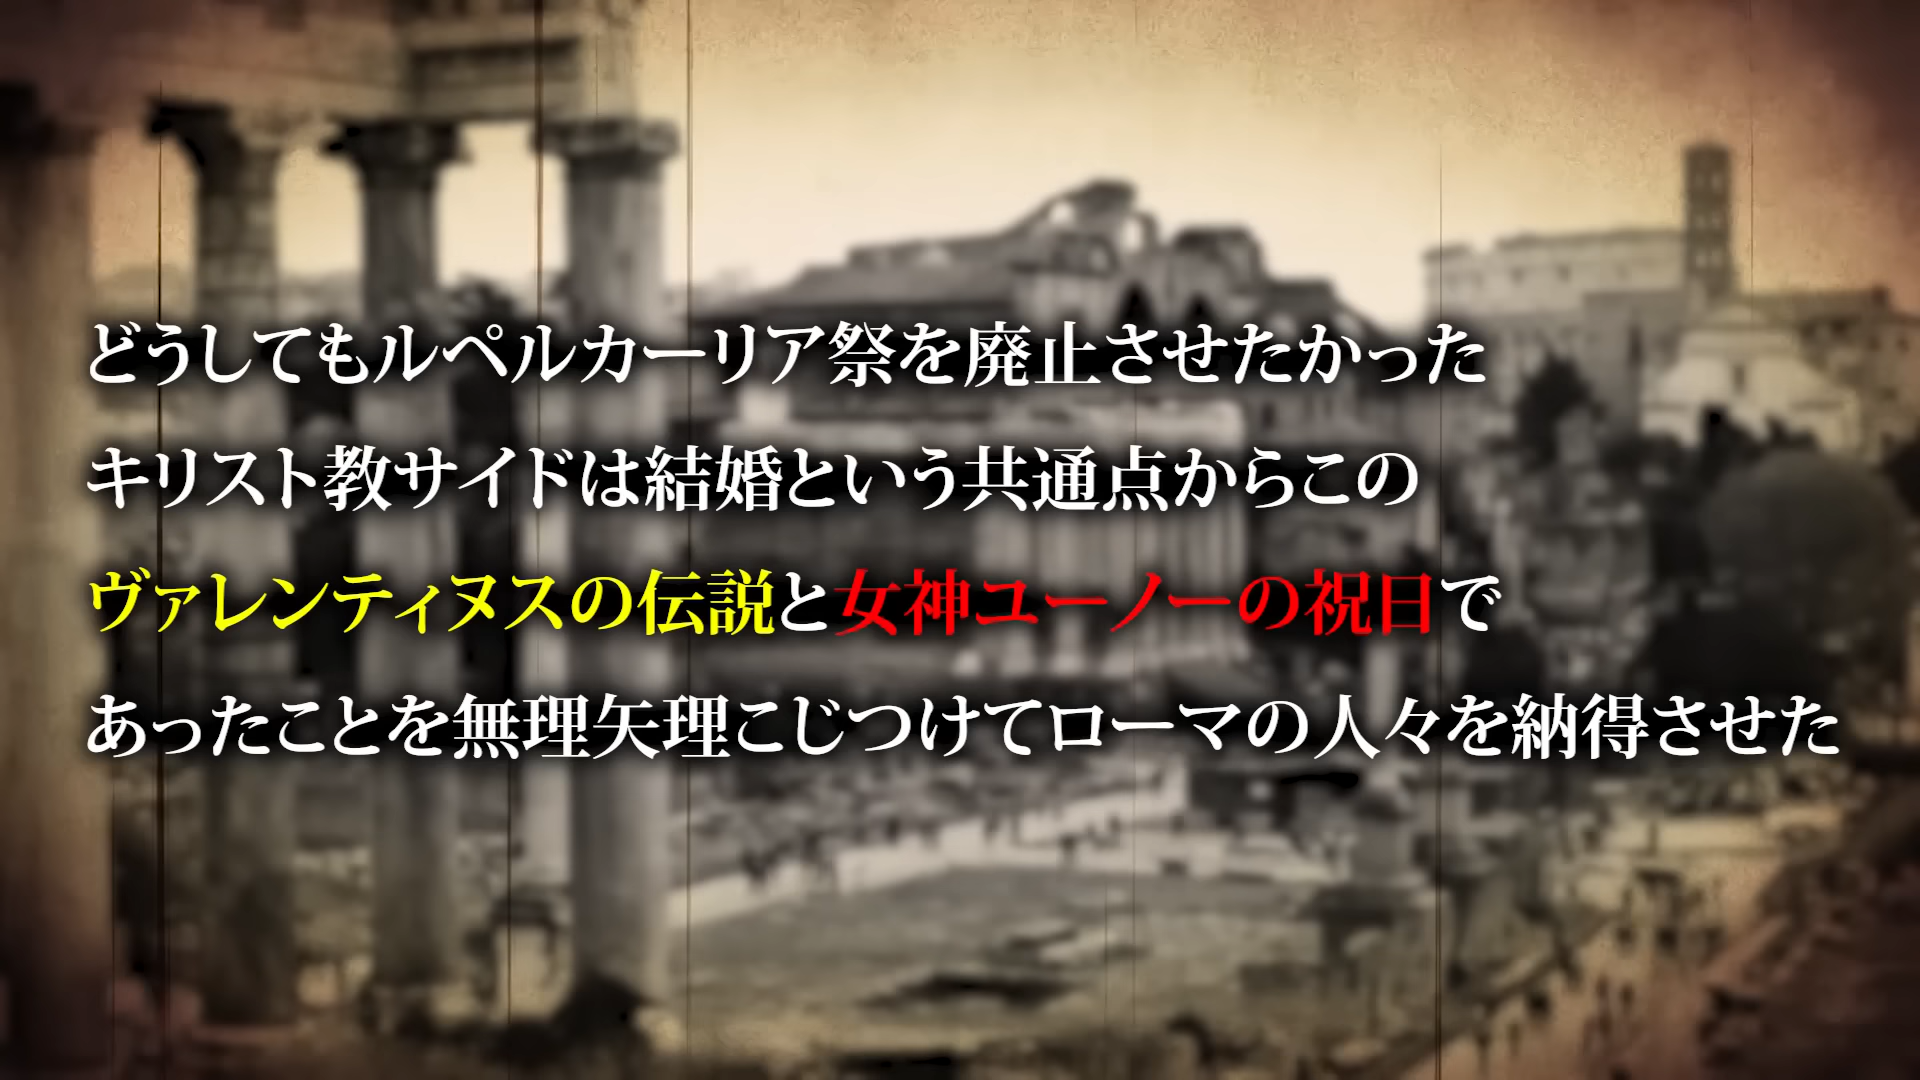 どうしてもルペルカーリア祭を廃止させたかった
キリスト教サイドは結婚という共通点からこの
ヴァレンティヌスの伝説と女神ユーノーの祝日で
あったことを無理矢理こじつけてローマの人々を納得させた